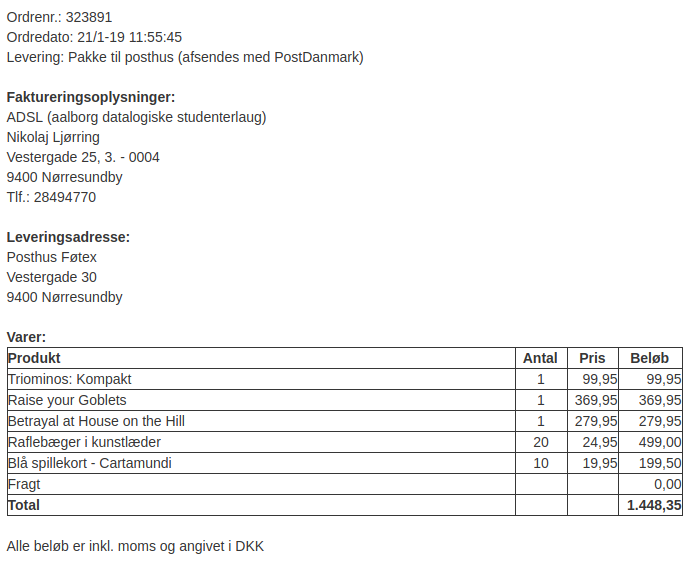 Ordrenr.: 323891
Ordredato: 21/1-19 11:55:45
Levering: Pakke til posthus (afsendes med PostDanmark)
Faktureringsoplysninger:
ADSL (aalborg datalogiske studenterlaug)
Nikolaj Ljørring
Vestergade 25, 3. - 0004
9400 Nørresundby
Tlf.: 28494770
Leveringsadresse:
Posthus Føtex
Vestergade 30
9400 Nørresundby
Varer:
Produkt Antal Pris Beløb
Triominos: Kompakt 1 99,95 99,95
Raise your Goblets 1 369,95 369,95
Betrayal at House on the Hill 1 279,95 279,95
Raflebæger i kunstlæder 20 24,95 499,00
Blå spillekort - Cartamundi 10 19,95 199,50
Fragt 0,00
Total 1.448,35
Alle beløb er inkl. moms og angivet i DKK